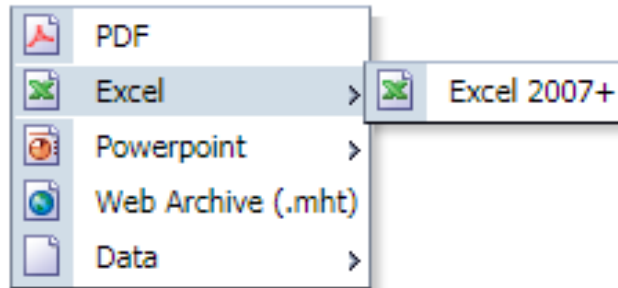 PDF
Excel
Excel 2007+
Powerpoint
Web Archive (.mht)
Data